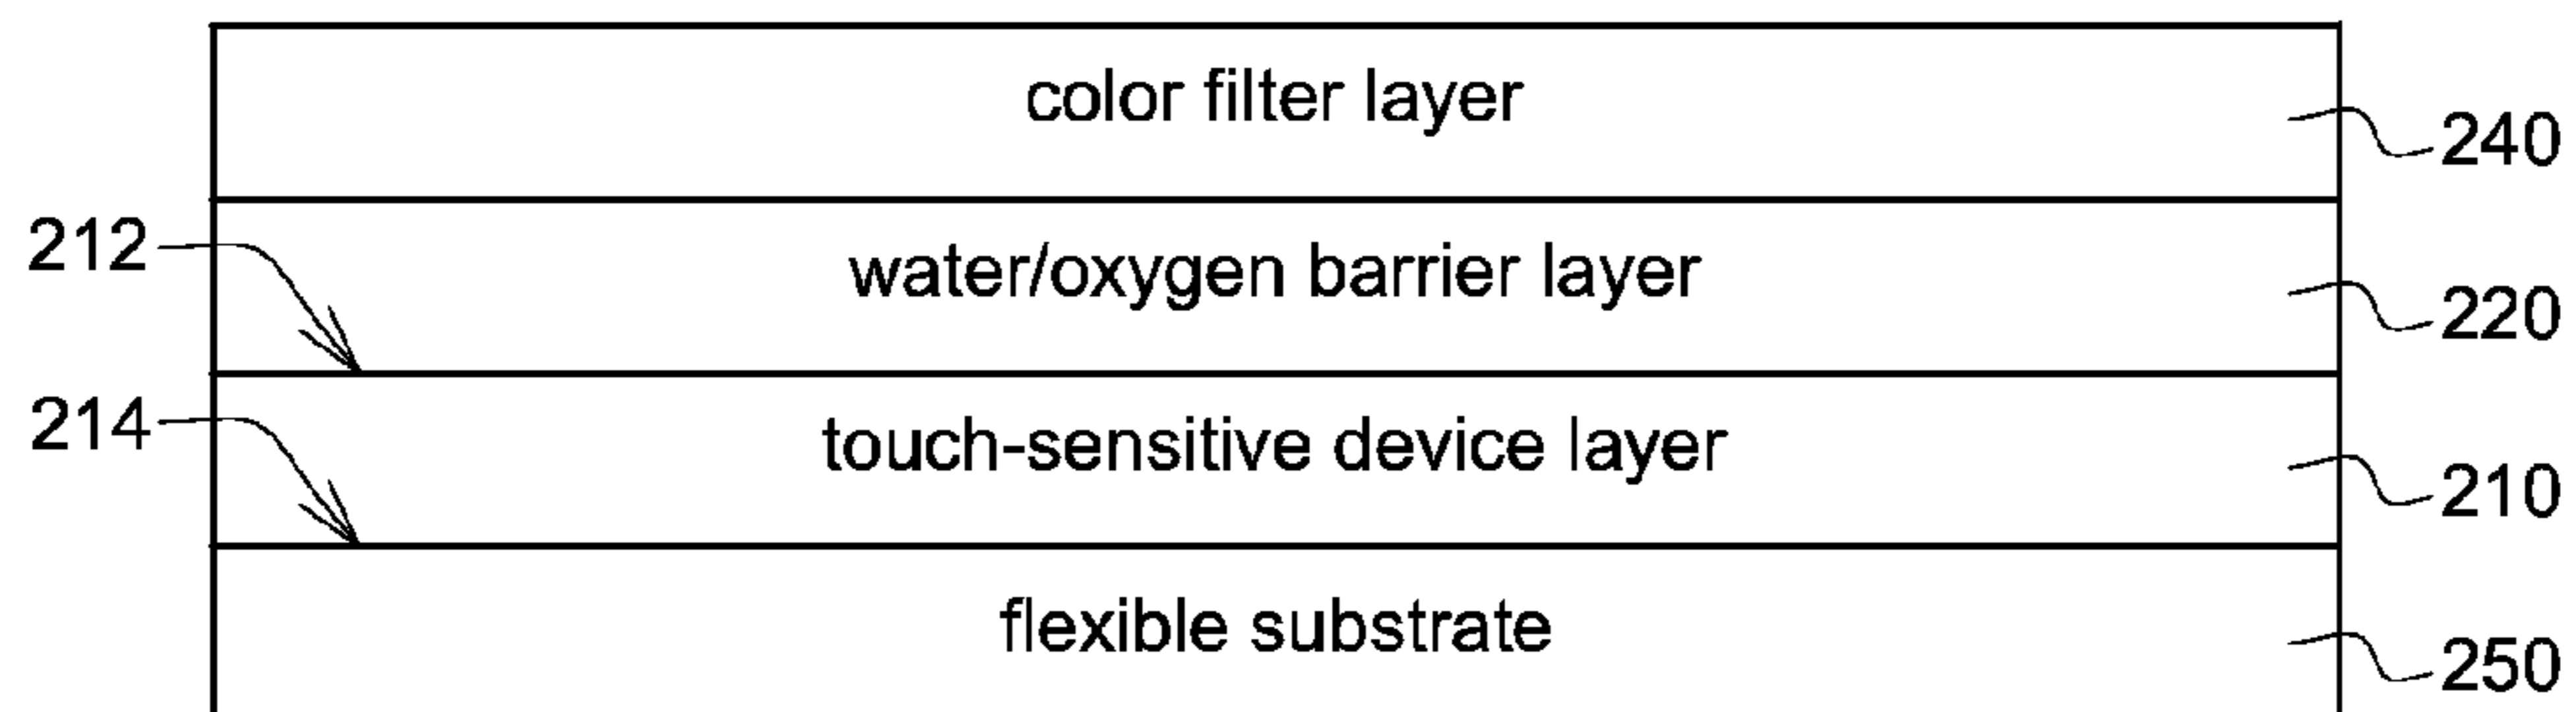 color filter layer
240
212
water/oxygen barrier layer
220
214
touch-sensitive device layer
210
flexible substrate
250